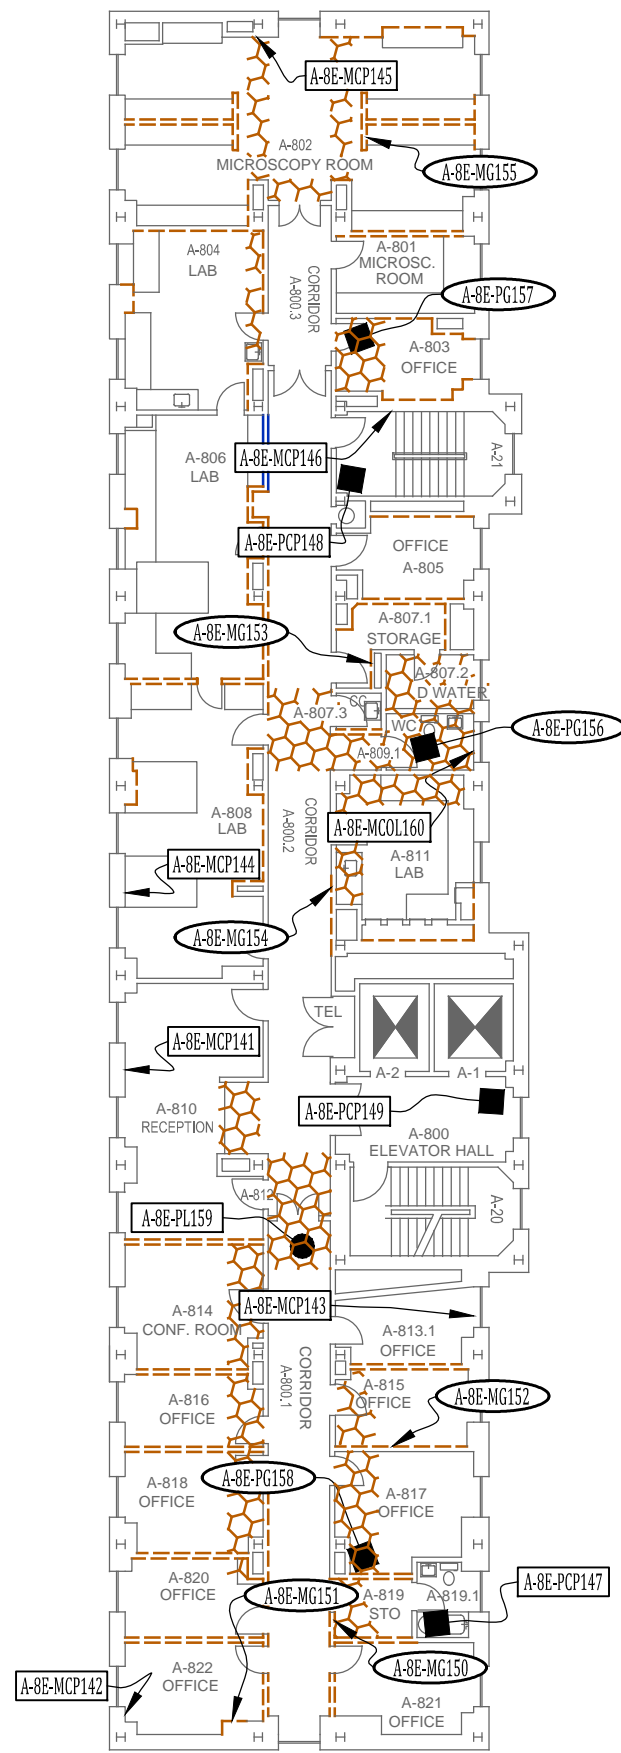 A-8E-MCP145
A-802
MICROSCOPY ROOM
A-8E-MG155
A-804
LAB
CORRIDOR
A-800.3
A-801
MICROSC.
ROOM
A-8E-PG157
A-803
OFFICE
A-806
LAB
A-8E-MCP146
A-21
A-8E-PCP148
OFFICE
A-805
A-8E-MG153
A-807.1
STORAGE
A-807.2
D WATER
CG
A-807.3
WC
A-8E-PG156
A-809.1
A-808
LAB
CORRIDOR
A-800.2
A-8E-MCOL160
A-811
LAB
A-8E-MCP144
A-8E-MG154
TEL
A-8E-MCP141
A-2
A-1
A-810
RECEPTION
A-8E-PCP149
A-800
ELEVATOR HALL
A-812
A-20
A-8E-PL159
A-8E-MCP143
A-814
CONF. ROOM
A-813.1
OFFICE
CORRIDOR
A-800.1
A-816
OFFICE
A-815
OFFICE
A-8E-MG152
A-8E-PG158
A-818
OFFICE
A-817
OFFICE
A-820
OFFICE
A-8E-MG151
A-819
STO
A-819.1
A-8E-PCP147
A-8E-MG150
A-822
OFFICE
A-8E-MCP142
A-821
OFFICE